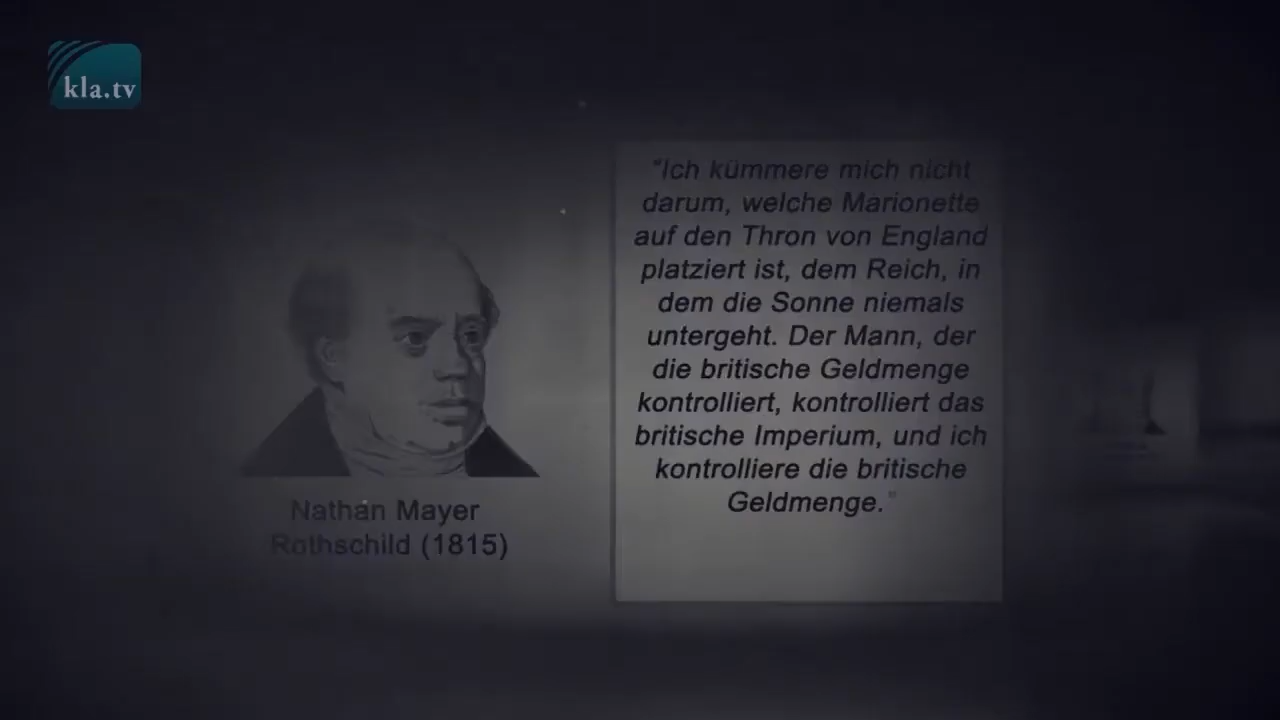 kla.tv
"Ich kümmere mich nicht
darum, welche Marionette
auf den Thron von England
platziert ist, dem Reich, in
dem die Sonne niemals
untergeht. Der Mann, der
die britische Geldmenge
kontrolliert, kontrolliert das
britische Imperium, und ich
kontrolliere die britische
Geldmenge."
Nathan Mayer
Rothschild (1815)